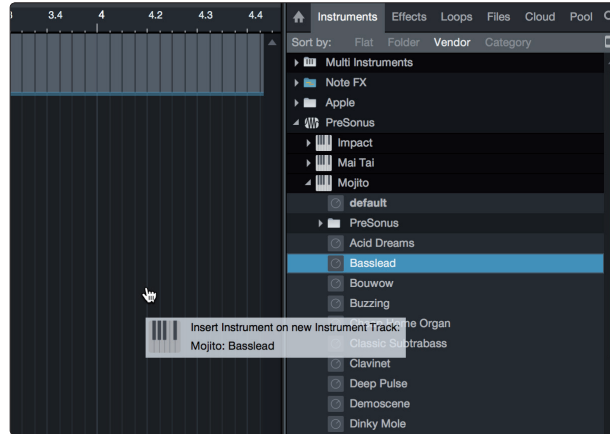 3.4 4 4.2 4.3 4.4
Instruments Effects Loops Files Cloud Pool
Sort by: Flat Folder Vendor Category
Multi Instruments
Note FX
Apple
PreSonus
Impact
Mai Tai
Mojito
default
PreSonus
Acid Dreams
Basslead
Bouwow
Buzzing
Insert Instrument on new Instrument Track:
Home Organ
Mojito: Basslead
Classic Subtrabass
Clavinet
Deep Pulse
Demoscene
Dinky Mole